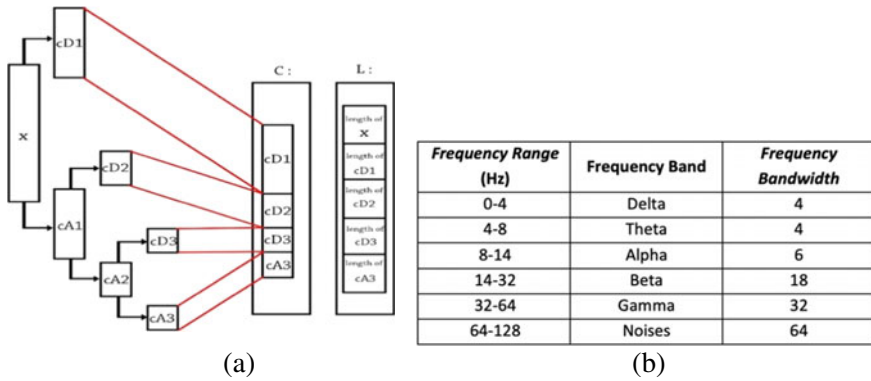 cD1
x
cD2
cA1
cD3
cA2
cA3
C :
cD1
cD2
cD3
cA3
L :
length of
x
length of
cD1
length of
cD2
length of
cD3
length of
cA3
(a)
Frequency Range (Hz) Frequency Band Frequency Bandwidth
0-4 Delta 4
4-8 Theta 4
8-14 Alpha 6
14-32 Beta 18
32-64 Gamma 32
64-128 Noises 64
(b)